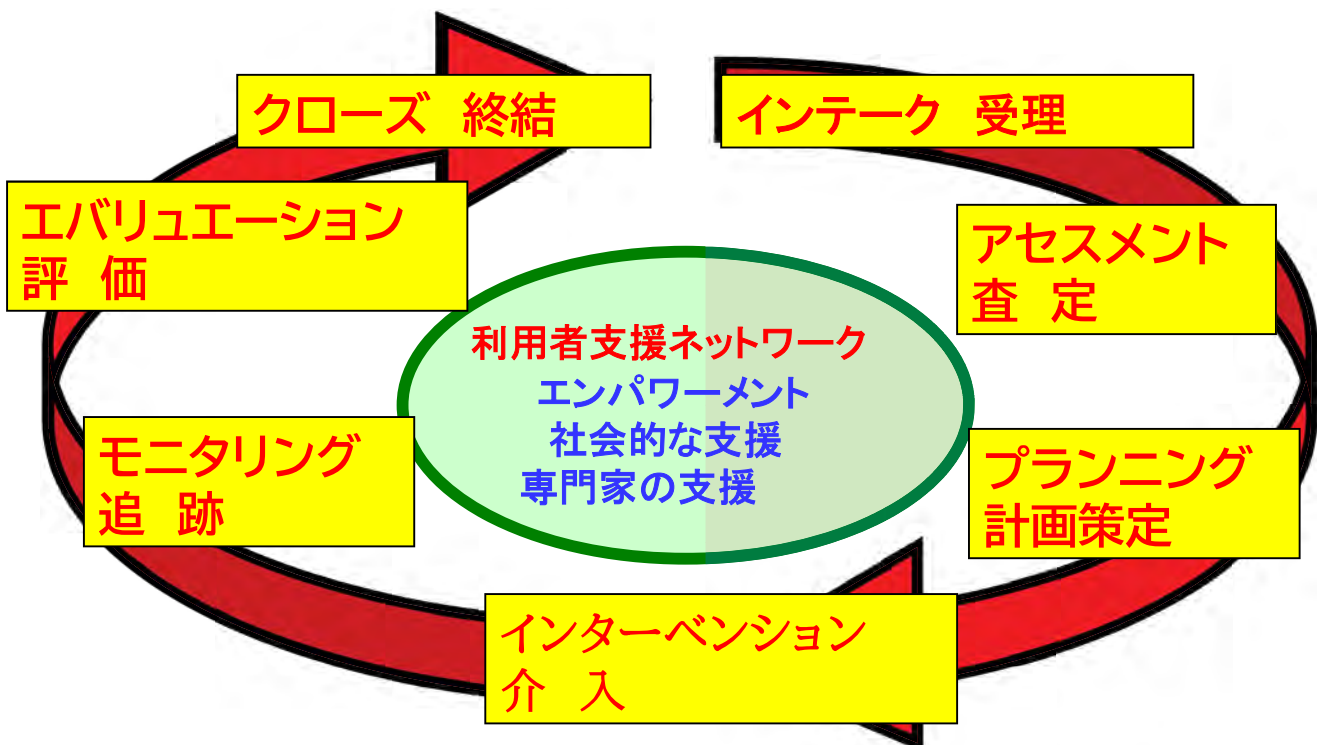 クローズ 終結
インテーク 受理
エバリュエーション
評 価
アセスメント
査 定
利用者支援ネットワーク
エンパワーメント
社会的な支援
専門家の支援
モニタリング
追 跡
プランニング
計画策定
インターベンション
介 入